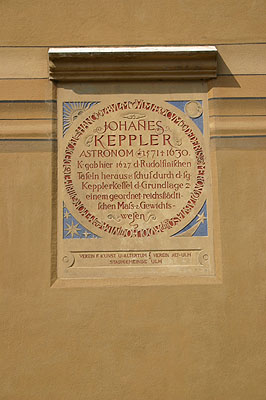 JOHANES
KEPPLER
ASTRONOM * 1571 + 1630.
K. gab hier 1627 d. Rudolfinischen
Tafeln heraus u. schuf durch d. sg.
Kepplerkessel d. Grundlage z.
einem geordnet. reichsstädti-
schen Mass- u. Gewichts-
wesen
VEREIN F. KUNST U. ALTERTUM VEREIN ALT-ULM
STADTGEMEINDE ULM